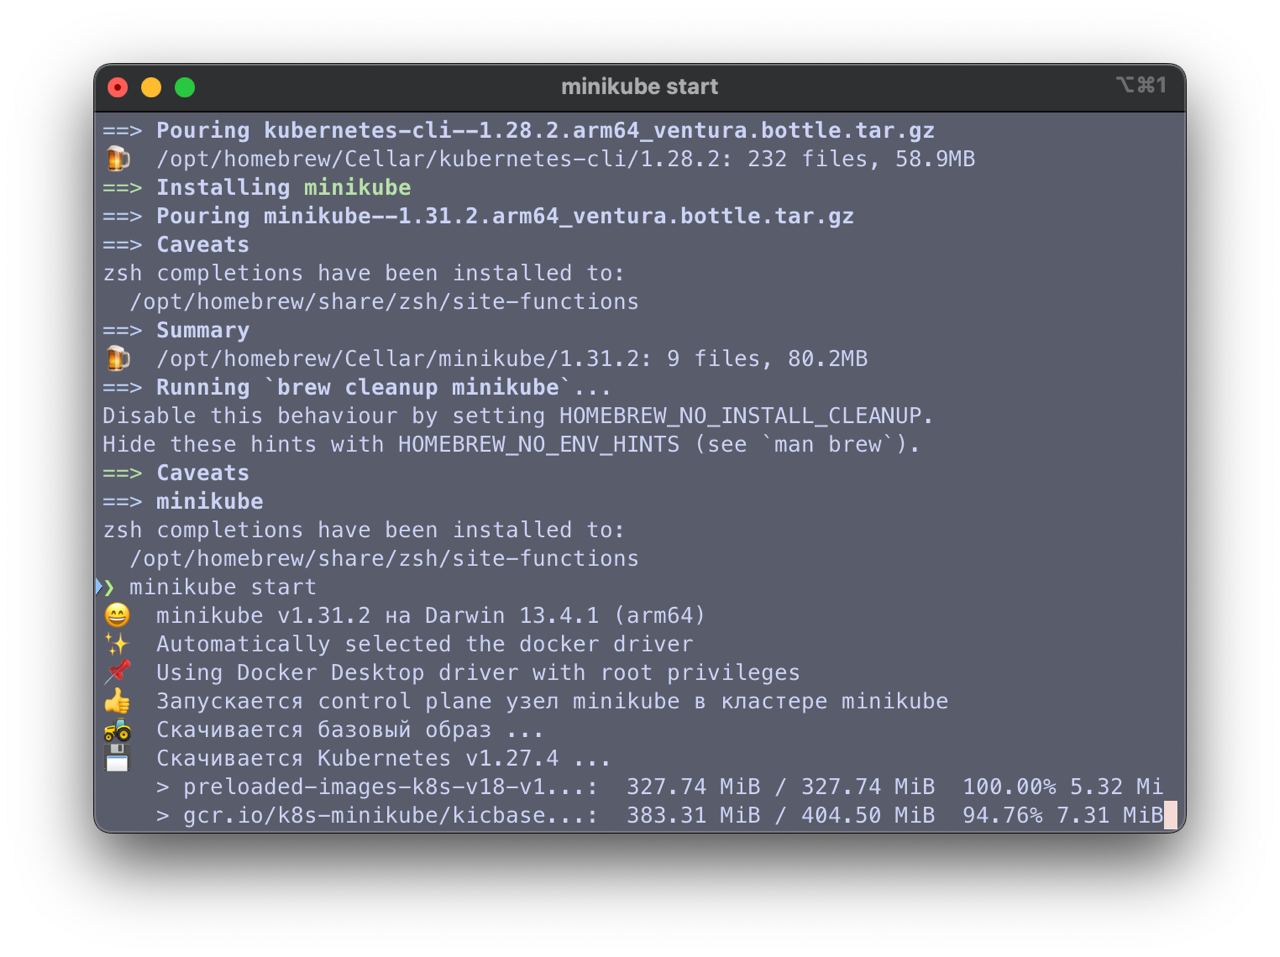 minikube start
⌥⌘1
==> Pouring kubernetes-cli--1.28.2.arm64_ventura.bottle.tar.gz
🍺  /opt/homebrew/Cellar/kubernetes-cli/1.28.2: 232 files, 58.9MB
==> Installing minikube
==> Pouring minikube--1.31.2.arm64_ventura.bottle.tar.gz
==> Caveats
zsh completions have been installed to:
  /opt/homebrew/share/zsh/site-functions
==> Summary
🍺  /opt/homebrew/Cellar/minikube/1.31.2: 9 files, 80.2MB
==> Running `brew cleanup minikube`...
Disable this behaviour by setting HOMEBREW_NO_INSTALL_CLEANUP.
Hide these hints with HOMEBREW_NO_ENV_HINTS (see `man brew`).
==> Caveats
==> minikube
zsh completions have been installed to:
  /opt/homebrew/share/zsh/site-functions
❯ minikube start
😄  minikube v1.31.2 на Darwin 13.4.1 (arm64)
✨  Automatically selected the docker driver
📌  Using Docker Desktop driver with root privileges
👍  Запускается control plane узел minikube в кластере minikube
🚜  Скачивается базовый образ ...
💾  Скачивается Kubernetes v1.27.4 ...
    > preloaded-images-k8s-v18-v1...:  327.74 MiB / 327.74 MiB  100.00% 5.32 Mi
    > gcr.io/k8s-minikube/kicbase...:  383.31 MiB / 404.50 MiB  94.76% 7.31 MiB